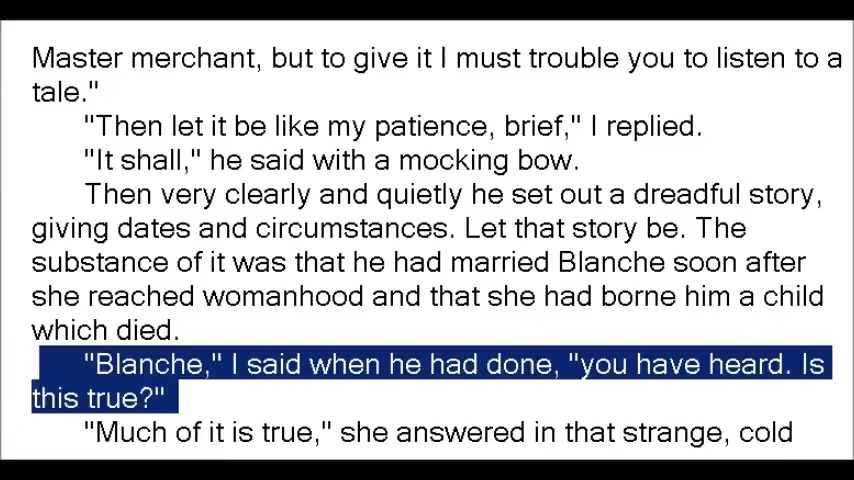 Master merchant, but to give it I must trouble you to listen to a
tale."
"Then let it be like my patience, brief," I replied.
"It shall," he said with a mocking bow.
Then very clearly and quietly he set out a dreadful story,
giving dates and circumstances. Let that story be. The
substance of it was that he had married Blanche soon after
she reached womanhood and that she had borne him a child
which died.
"Blanche," I said when he had done, "you have heard. Is
this true?"
"Much of it is true," she answered in that strange, cold